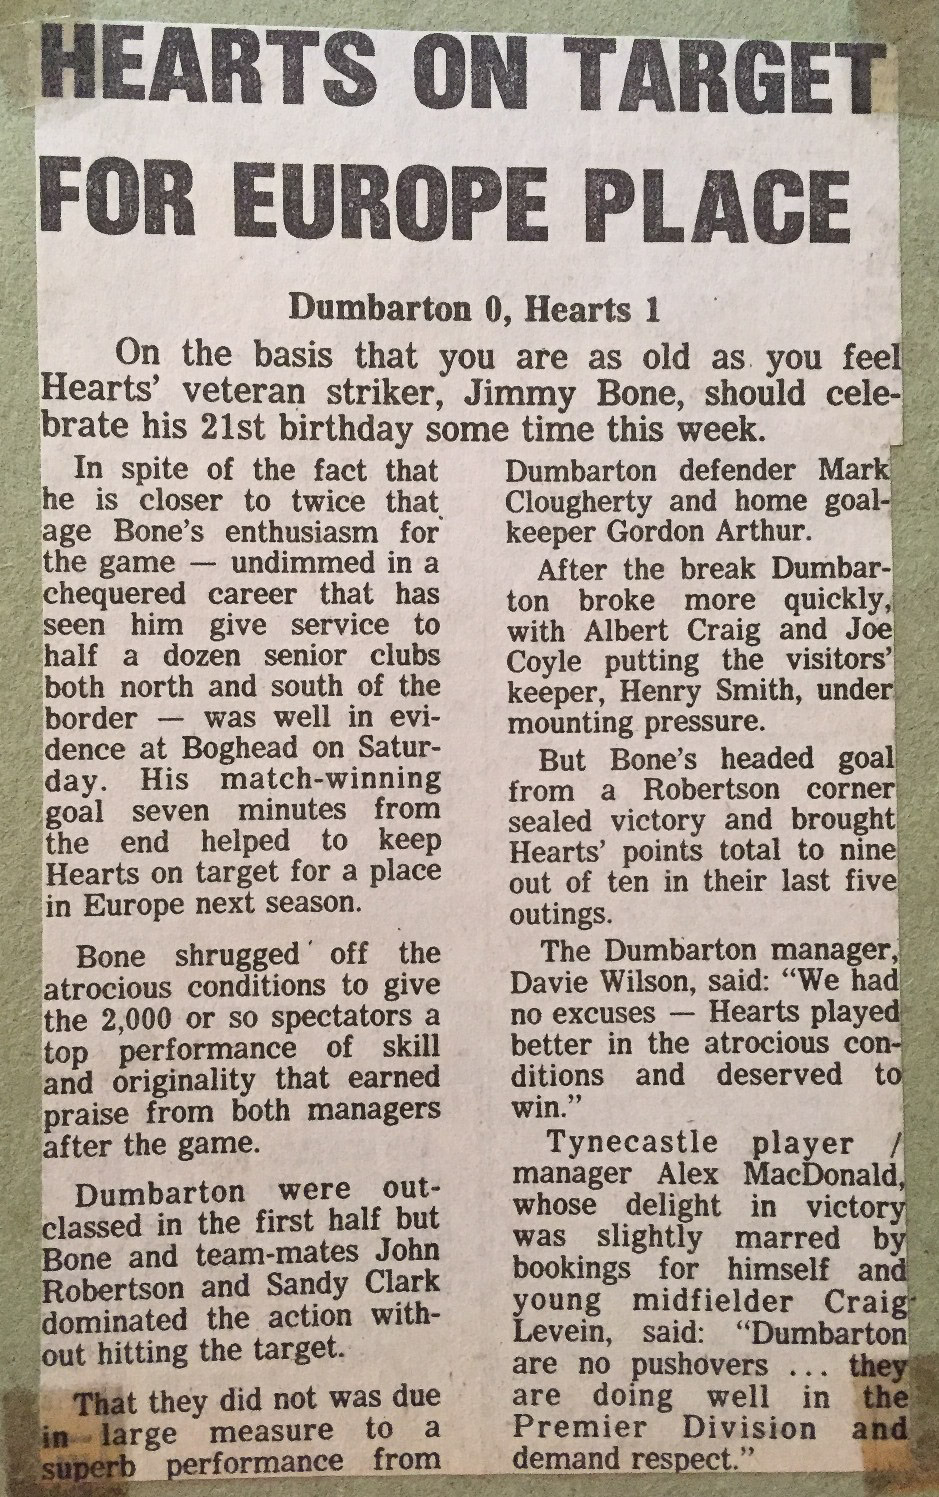 HEARTS ON TARGET
FOR EUROPE PLACE
Dumbarton 0, Hearts 1
On the basis that you are as old as you feel
Hearts' veteran striker, Jimmy Bone, should cele-
brate his 21st birthday some time this week.
In spite of the fact that
he is closer to twice that
age Bone's enthusiasm for
the game — undimmed in a
chequered career that has
seen him give service to
half a dozen senior clubs
both north and south of the
border — was well in evi-
dence at Boghead on Satur-
day. His match-winning
goal seven minutes from
the end helped to keep
Hearts on target for a place
in Europe next season.
Bone shrugged off the
atrocious conditions to give
the 2,000 or so spectators a
top performance of skill
and originality that earned
praise from both managers
after the game.
Dumbarton were out-
classed in the first half but
Bone and team-mates John
Robertson and Sandy Clark
dominated the action with-
out hitting the target.
That they did not was due
in large measure to a
superb performance from
Dumbarton defender Mark
Clougherty and home goal-
keeper Gordon Arthur.
After the break Dumbar-
ton broke more quickly,
with Albert Craig and Joe
Coyle putting the visitors'
keeper, Henry Smith, under
mounting pressure.
But Bone's headed goal
from a Robertson corner
sealed victory and brought
Hearts' points total to nine
out of ten in their last five
outings.
The Dumbarton manager,
Davie Wilson, said: "We had
no excuses — Hearts played
better in the atrocious con-
ditions and deserved to
win."
Tynecastle player /
manager Alex MacDonald,
whose delight in victory
was slightly marred by
bookings for himself and
young midfielder Craig
Levein, said: "Dumbarton
are no pushovers ... they
are doing well in the
Premier Division and
demand respect."